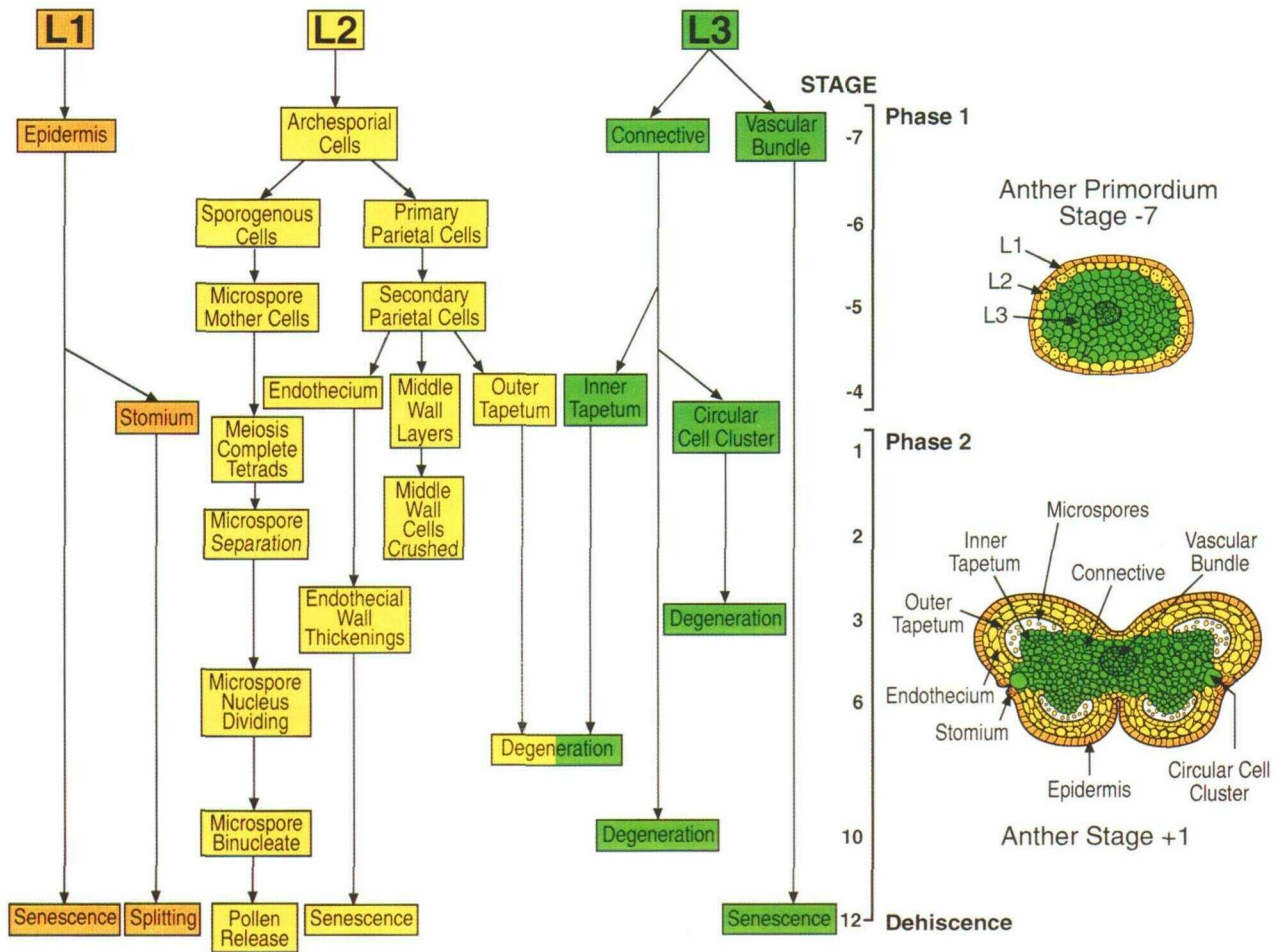 L1
L2
L3
STAGE
Phase 1
Epidermis
Archesporial
Cells
Connective
Vascular
Bundle
-7
Sporogenous
Cells
Primary
Parietal Cells
-6
Microspore
Mother Cells
Secondary
Parietal Cells
-5
Stomium
Endothecium
Middle
Wall
Layers
Outer
Tapetum
Inner
Tapetum
Circular
Cell Cluster
-4
Meiosis
Complete
Tetrads
Phase 2
1
Microspore
Separation
Middle
Wall
Cells
Crushed
2
Endothecial
Wall
Thickenings
Degeneration
3
Microspore
Nucleus
Dividing
6
Degeneration
Microspore
Binucleate
Degeneration
10
Senescence
Splitting
Pollen
Release
Senescence
Senescence
12
Dehiscence
Anther Primordium
Stage -7
L1
L2
L3
Microspores
Inner
Tapetum
Connective
Vascular
Bundle
Outer
Tapetum
Endothecium
Stomium
Epidermis
Circular Cell
Cluster
Anther Stage +1